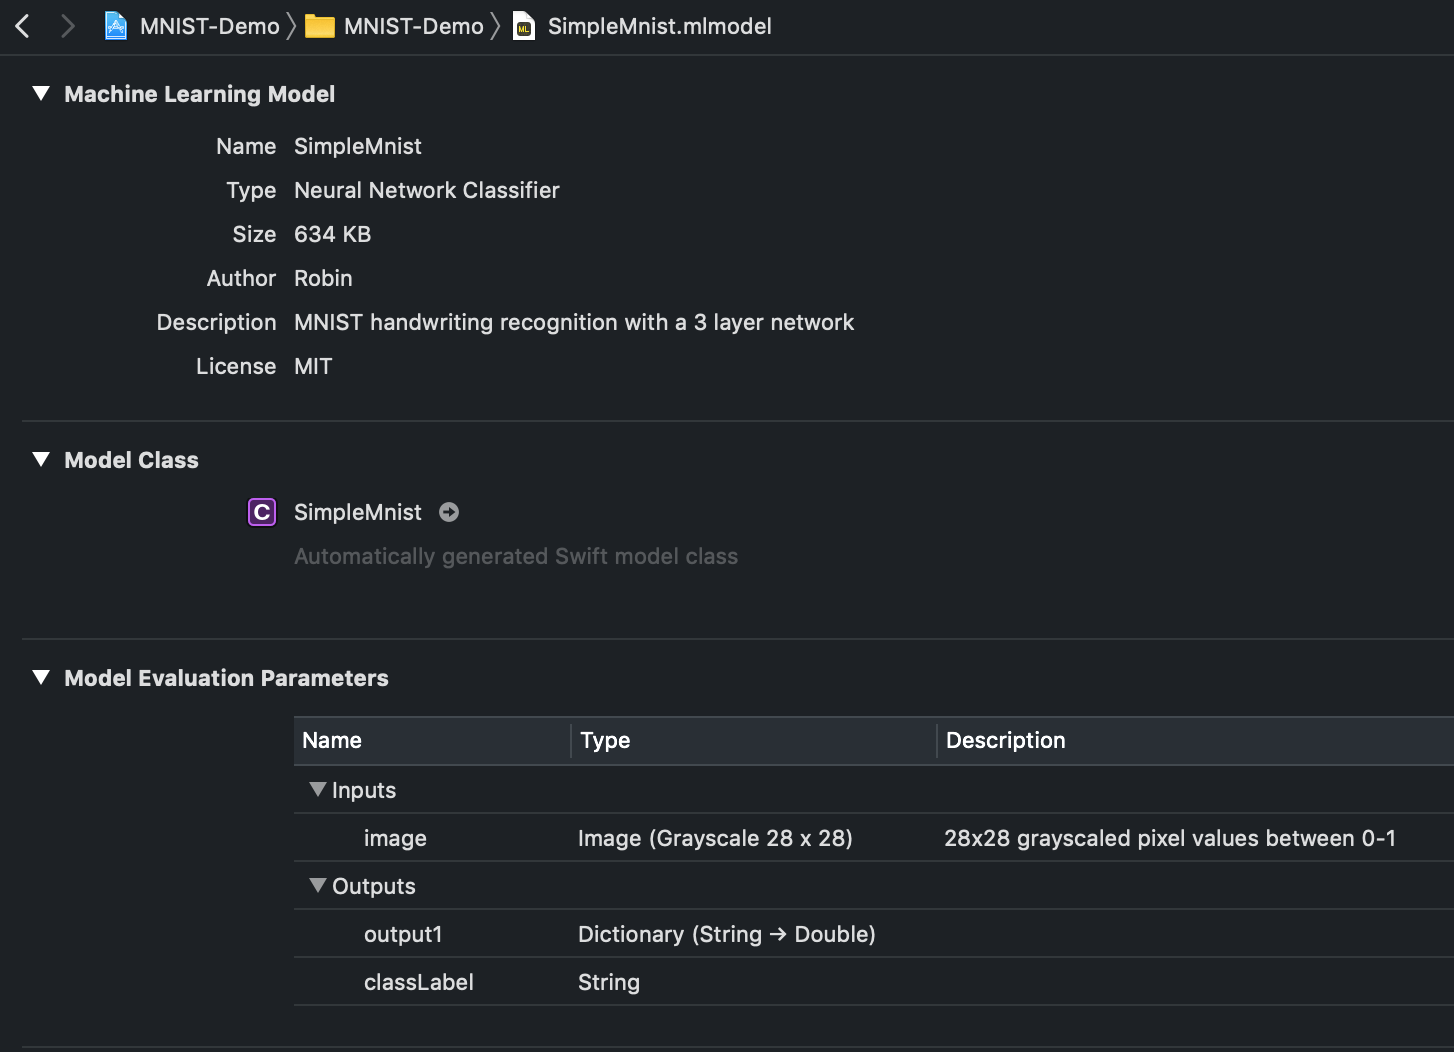 MNIST-Demo MNIST-Demo SimpleMnist.mlmodel
Machine Learning Model
Name SimpleMnist
Type Neural Network Classifier
Size 634 KB
Author Robin
Description MNIST handwriting recognition with a 3 layer network
License MIT
Model Class
C SimpleMnist
Automatically generated Swift model class
Model Evaluation Parameters
Name Type Description
Inputs
image Image (Grayscale 28 x 28) 28x28 grayscaled pixel values between 0-1
Outputs
output1 Dictionary (String → Double)
classLabel String